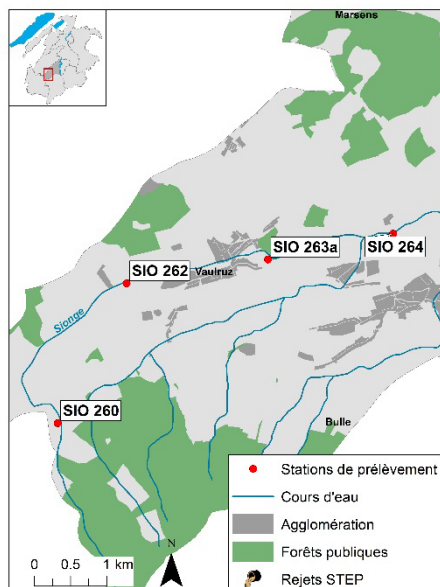 Marsens
SIO 263a
SIO 264
SIO 262
Vaulruz
Sionge
SIO 260
Bulle
N
0 0.5 1 km
Stations de prélèvement
Cours d'eau
Agglomération
Forêts publiques
Rejets STEP